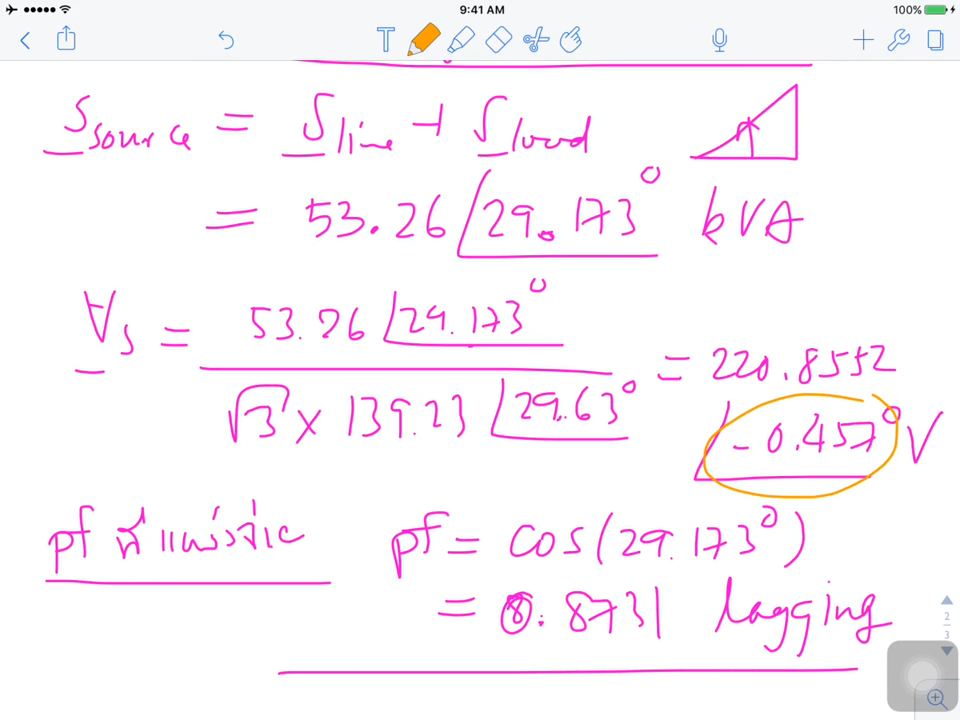 9:41 AM
100%
T
S source = S line + S load
= 53.26 ∠29.173° kVA
V s = 53.26 ∠29.173° / √3 × 139.23 ∠29.63° = 220.8552 ∠-0.457° V
pf ที่แหล่งจ่าย pf = cos(29.173°)
= 0.8731 lagging
2
3